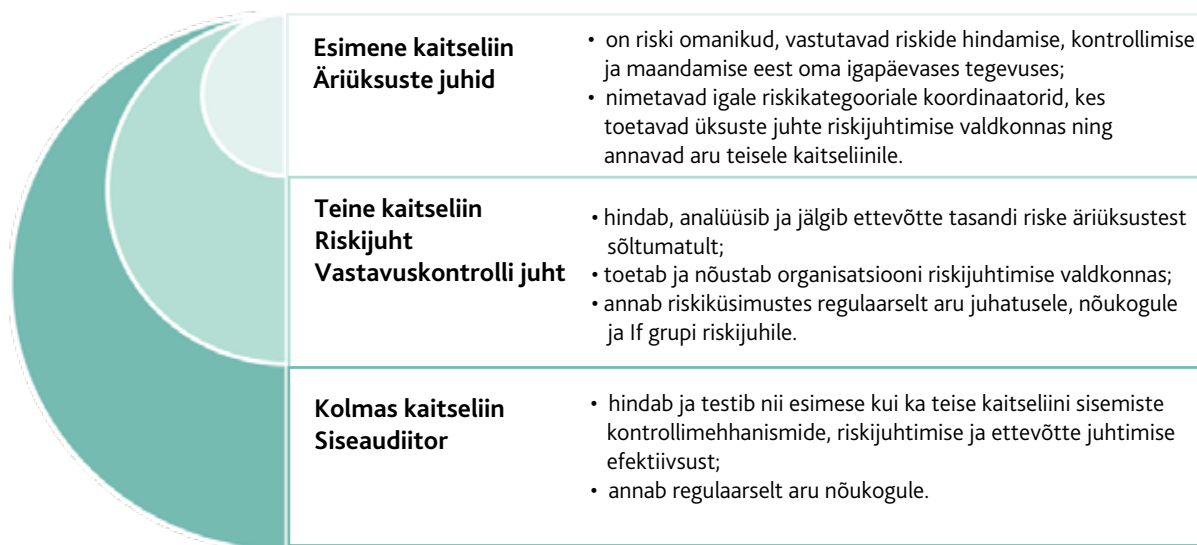 Esimene kaitseliin
Äriüksuste juhid
• on riski omanikud, vastutavad riskide hindamise, kontrollimise
ja maandamise eest oma igapäevases tegevuses;
• nimetavad igale riskikategooriale koordinaatorid, kes
toetavad üksuste juhte riskijuhtimise valdkonnas ning
annavad aru teisele kaitseliinile.
Teine kaitseliin
Riskijuht
Vastavuskontrolli juht
• hindab, analüüsib ja jälgib ettevõtte tasandi riske äriüksustest
sõltumatult;
• toetab ja nõustab organisatsiooni riskijuhtimise valdkonnas;
• annab riskiküsimustes regulaarselt aru juhatusele, nõukogule
ja If grupi riskijuhile.
Kolmas kaitseliin
Siseaudiitor
• hindab ja testib nii esimese kui ka teise kaitseliini sisemiste
kontrollimehhanismide, riskijuhtimise ja ettevõtte juhtimise
efektiivsust;
• annab regulaarselt aru nõukogule.